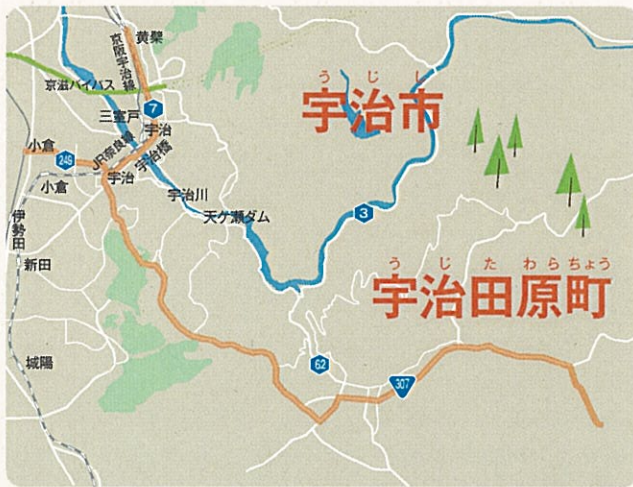 黄檗
京阪宇治線
京滋バイパス
7
三室戸
宇治
小倉
249
JR奈良線
宇治橋
小倉
宇治
宇治川
伊勢田
天ケ瀬ダム
3
新田
城陽
62
307
うじし
宇治市
うじたわらちょう
宇治田原町